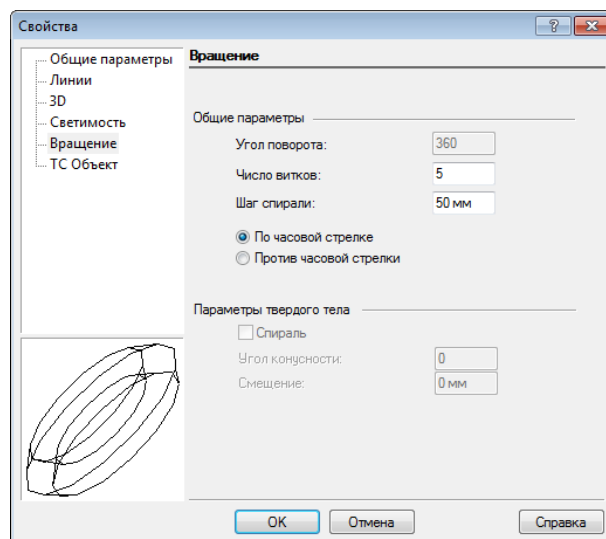 Свойства
Общие параметры
Линии
3D
Светимость
Вращение
ТС Объект
Вращение
Общие параметры
Угол поворота: 360
Число витков: 5
Шаг спирали: 50 мм
По часовой стрелке
Против часовой стрелки
Параметры твердого тела
Спираль
Угол конусности: 0
Смещение: 0 мм
OK Отмена Справка